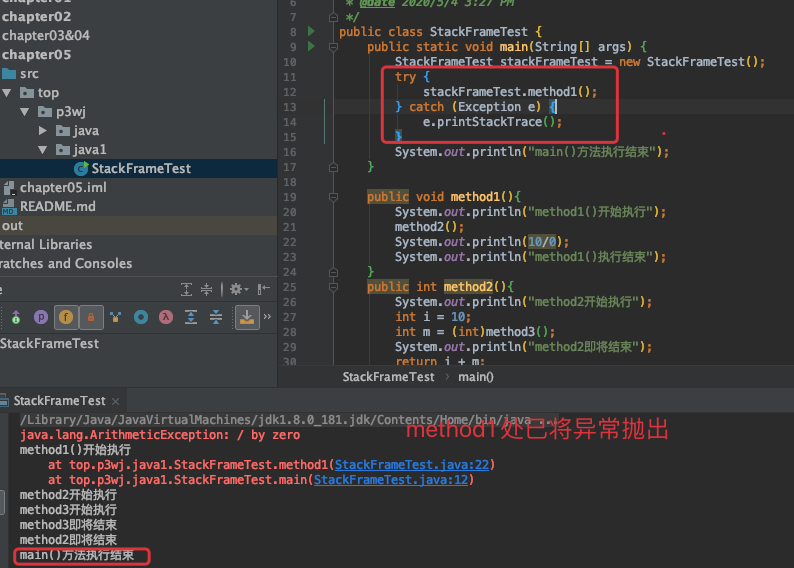 chapter01
chapter02
chapter03&04
chapter05
src
top
p3wj
java
java1
StackFrameTest
chapter05.iml
README.md
out
ternal Libraries
ratches and Consoles
StackFrameTest
6 * @date 2020/5/4 3:27 PM
7 */
8 public class StackFrameTest {
9 public static void main(String[] args) {
10 StackFrameTest stackFrameTest = new StackFrameTest();
11 try {
12 stackFrameTest.method1();
13 } catch (Exception e) {
14 e.printStackTrace();
15 }
16 System.out.println("main()方法执行结束");
17 }
18
19 public void method1(){
20 System.out.println("method1()开始执行");
21 method2();
22 System.out.println(10/0);
23 System.out.println("method1()执行结束");
24 }
25 public int method2(){
26 System.out.println("method2开始执行");
27 int i = 10;
28 int m = (int)method3();
29 System.out.println("method2即将结束");
30 return i + m;
StackFrameTest › main()
StackFrameTest ×
/Library/Java/JavaVirtualMachines/jdk1.8.0_181.jdk/Contents/Home/bin/java ...
method1处已将异常抛出
java.lang.ArithmeticException: / by zero
method1()开始执行
at top.p3wj.java1.StackFrameTest.method1(StackFrameTest.java:22)
at top.p3wj.java1.StackFrameTest.main(StackFrameTest.java:12)
method2开始执行
method3开始执行
method3即将结束
method2即将结束
main()方法执行结束